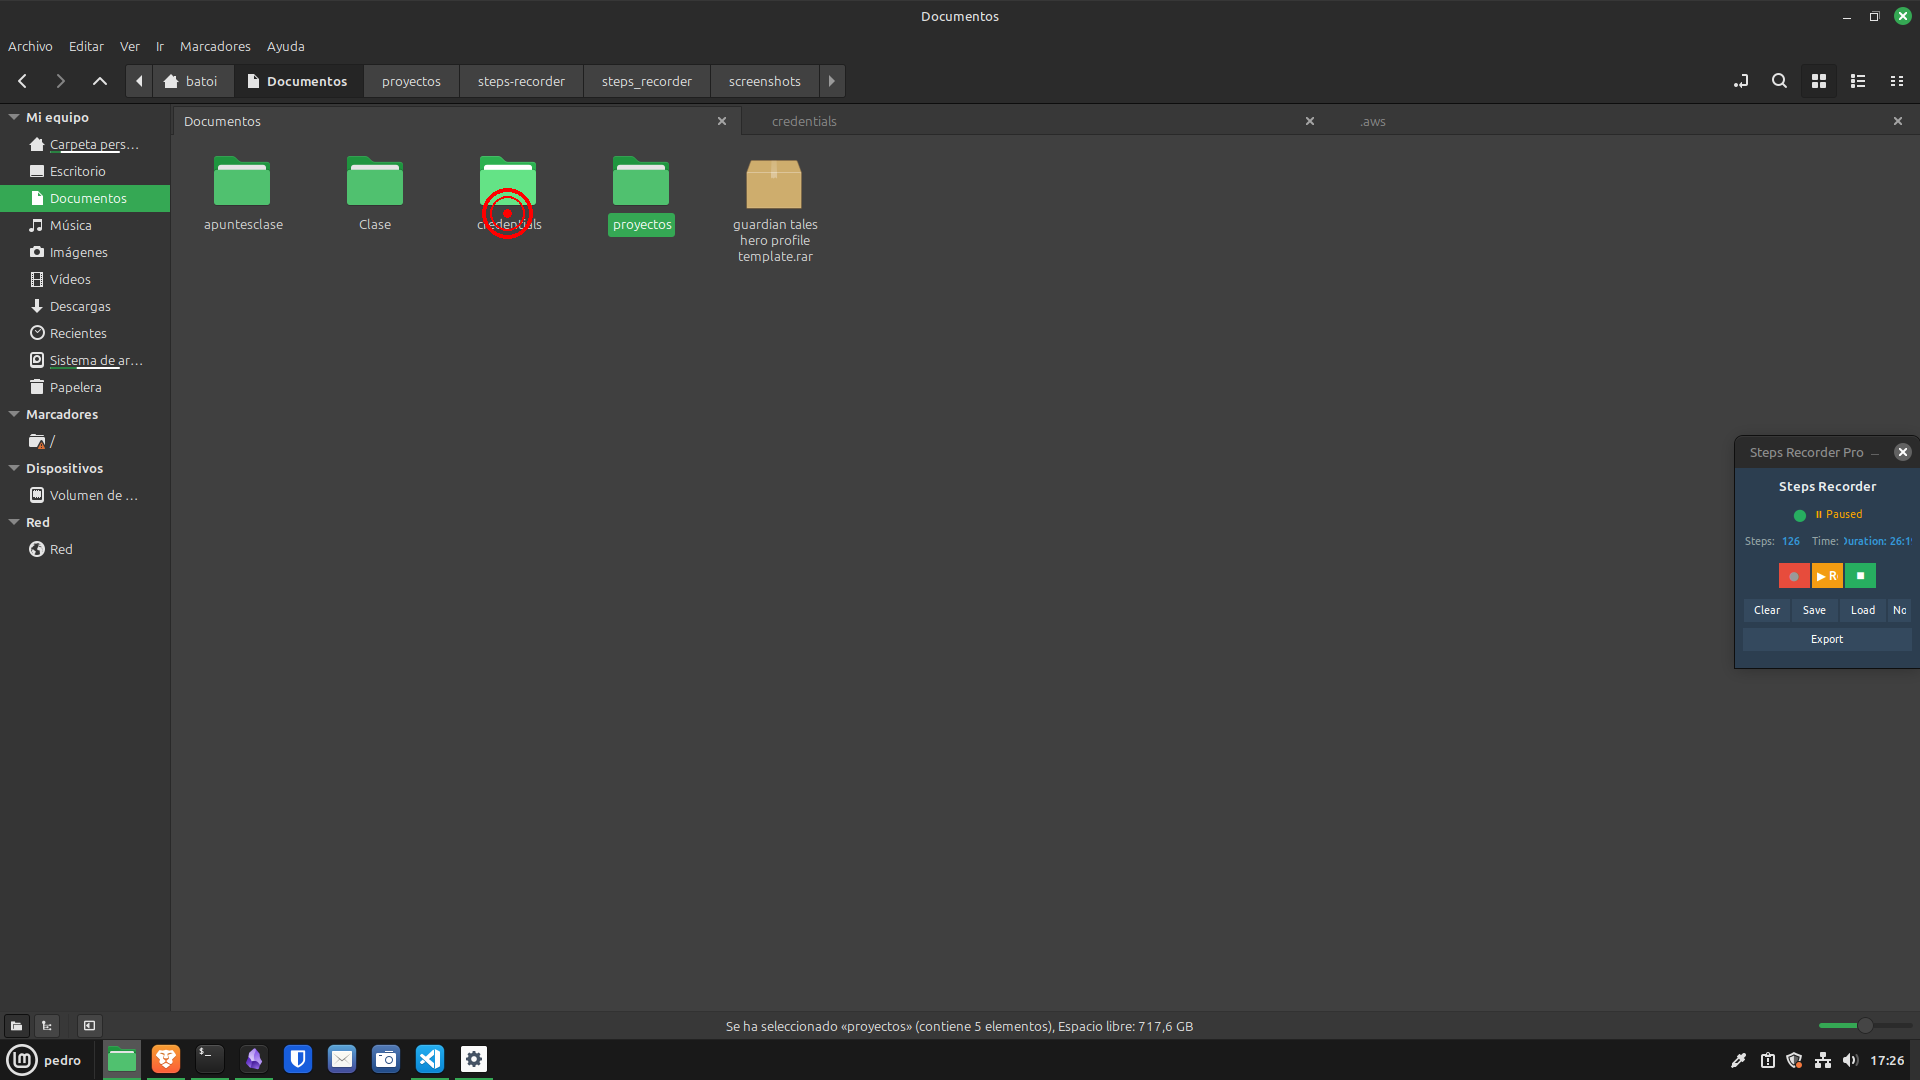 Documentos
Archivo Editar Ver Ir Marcadores Ayuda
batoi Documentos proyectos steps-recorder steps_recorder screenshots
Mi equipo
Carpeta pers...
Escritorio
Documentos
Música
Imágenes
Vídeos
Descargas
Recientes
Sistema de ar...
Papelera
Marcadores
/
Dispositivos
Volumen de ...
Red
Red
Documentos credentials .aws
apuntesclase Clase credentials proyectos guardian tales
hero profile
template.rar
Steps Recorder Pro
Steps Recorder
Paused
Steps: 126 Time: Duration: 26:1
R
Clear Save Load No
Export
Se ha seleccionado «proyectos» (contiene 5 elementos), Espacio libre: 717,6 GB
pedro
17:26